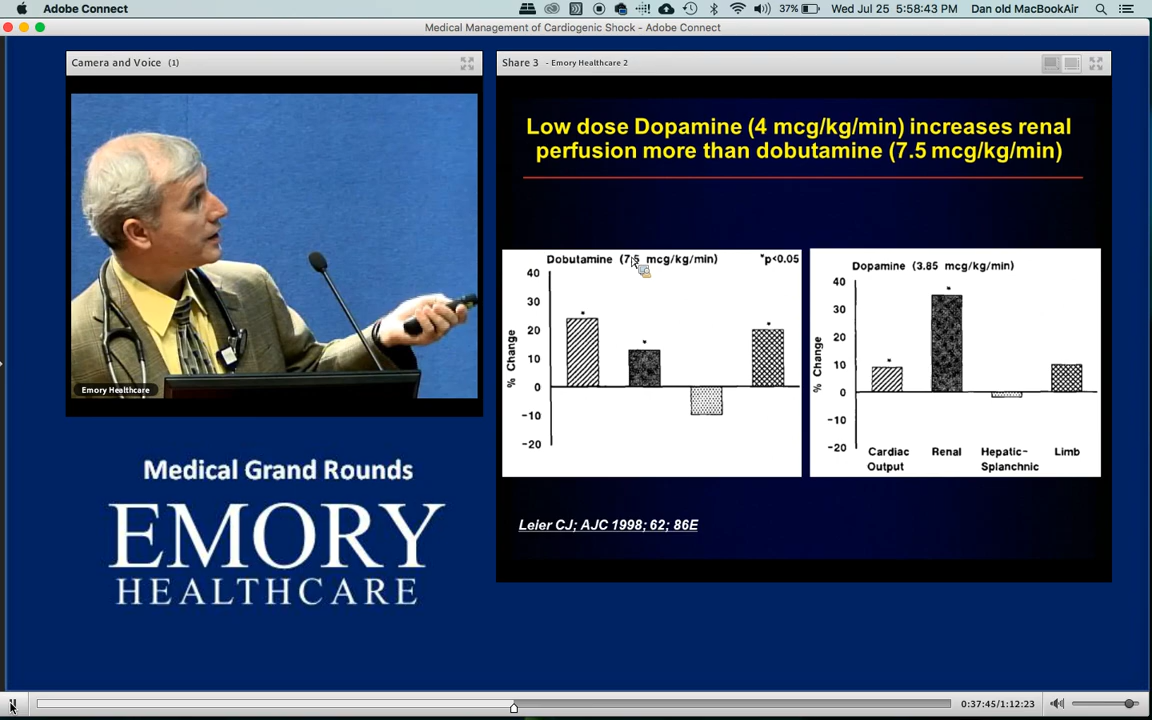 Adobe Connect
37%
Wed Jul 25 5:58:43 PM
Dan old MacBookAir
Medical Management of Cardiogenic Shock - Adobe Connect
Camera and Voice (1)
Share 3 - Emory Healthcare 2
Low dose Dopamine (4 mcg/kg/min) increases renal
perfusion more than dobutamine (7.5 mcg/kg/min)
Dobutamine (7.5 mcg/kg/min)
*p<0.05
40
30
20
10
0
-10
-20
% Change
*
*
*
Dopamine (3.85 mcg/kg/min)
40
30
20
10
0
-10
-20
% Change
*
*
Cardiac
Output
Renal
Hepatic-
Splanchnic
Limb
Leier CJ; AJC 1998; 62; 86E
Emory Healthcare
Medical Grand Rounds
EMORY
HEALTHCARE
0:37:45/1:12:23